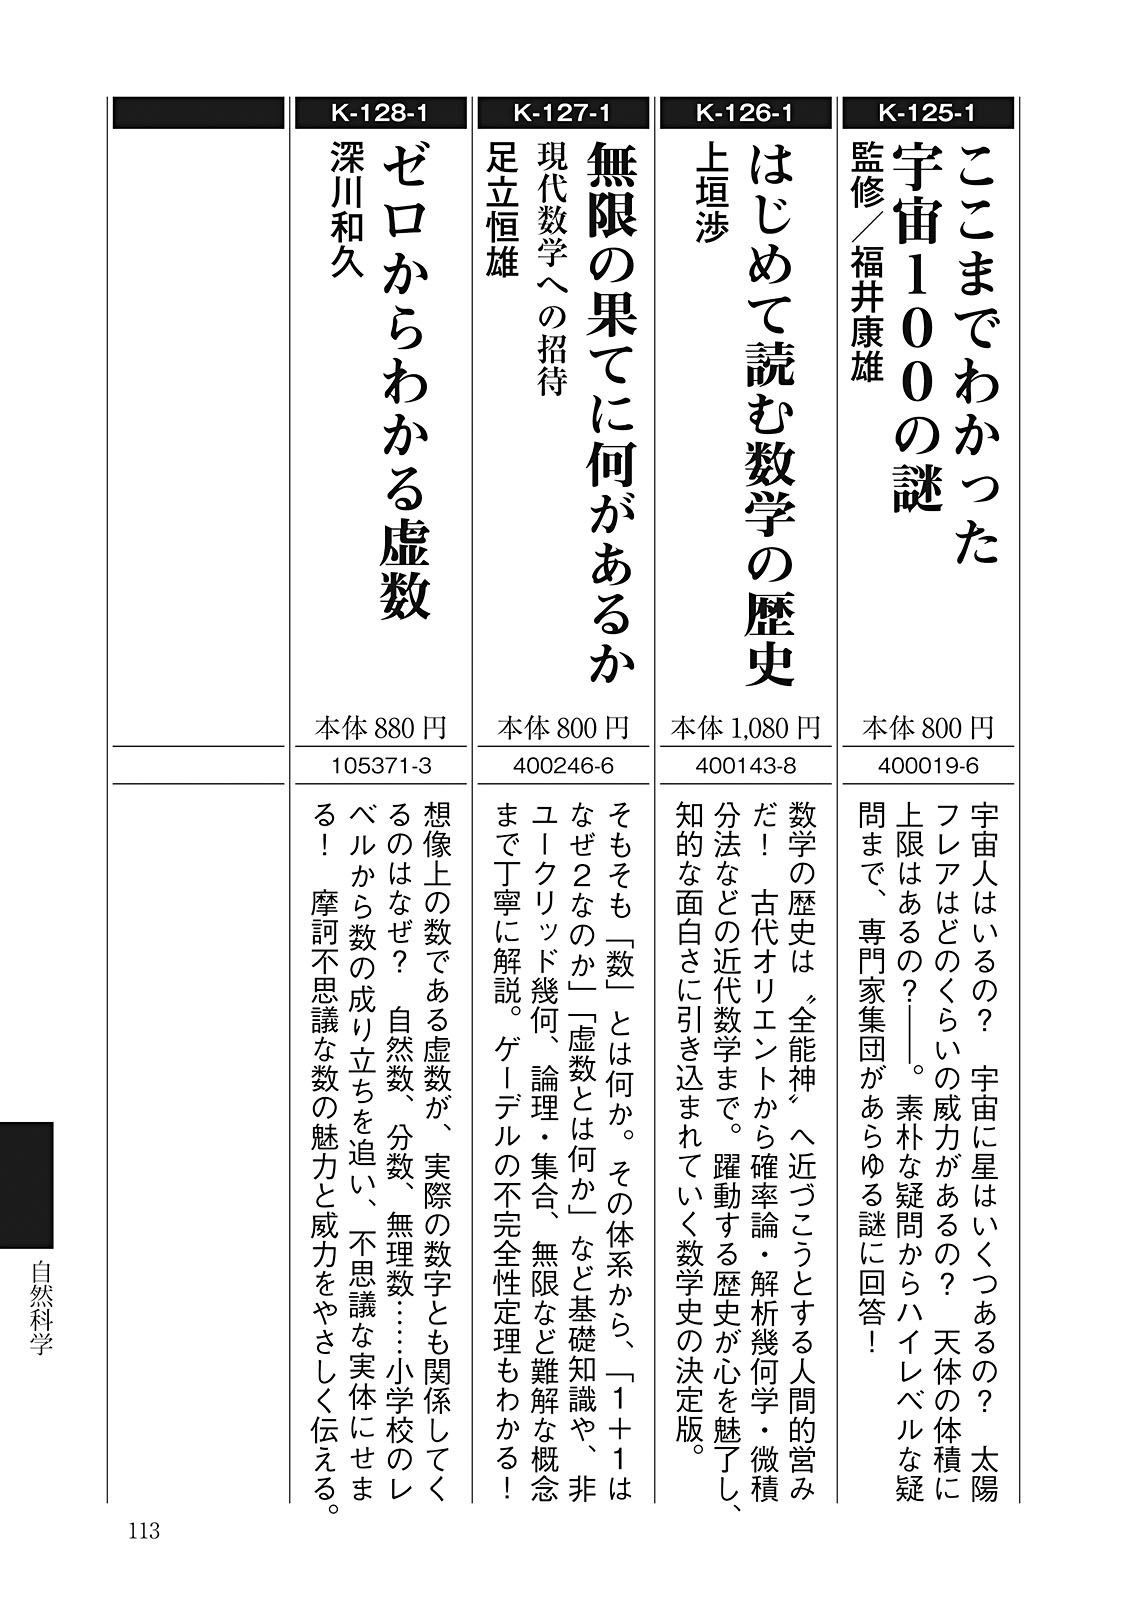 K-125-1
ここまでわかった
宇宙100の謎
監修／福井康雄
本体 800 円
400019-6
宇宙人はいるの？　宇宙に星はいくつあるの？　太陽
フレアはどのくらいの威力があるの？　天体の体積に
上限はあるの？――。素朴な疑問からハイレベルな疑
問まで、専門家集団があらゆる謎に回答！
K-126-1
はじめて読む数学の歴史
上垣渉
本体 1,080 円
400143-8
数学の歴史は〝全能神〟へ近づこうとする人間的営み
だ！　古代オリエントから確率論・解析幾何学・微積
分法などの近代数学まで。躍動する歴史が心を魅了し、
知的な面白さに引き込まれていく数学史の決定版。
K-127-1
無限の果てに何があるか
現代数学への招待
足立恒雄
本体 800 円
400246-6
そもそも「数」とは何か。その体系から、「1＋1は
なぜ2なのか」「虚数とは何か」など基礎知識や、非
ユークリッド幾何、論理・集合、無限など難解な概念
まで丁寧に解説。ゲーデルの不完全性定理もわかる！
K-128-1
ゼロからわかる虚数
深川和久
本体 880 円
105371-3
想像上の数である虚数が、実際の数字とも関係してく
るのはなぜ？　自然数、分数、無理数……小学校のレ
ベルから数の成り立ちを追い、不思議な実体にせま
る！　摩訶不思議な数の魅力と威力をやさしく伝える。
自然科学
113